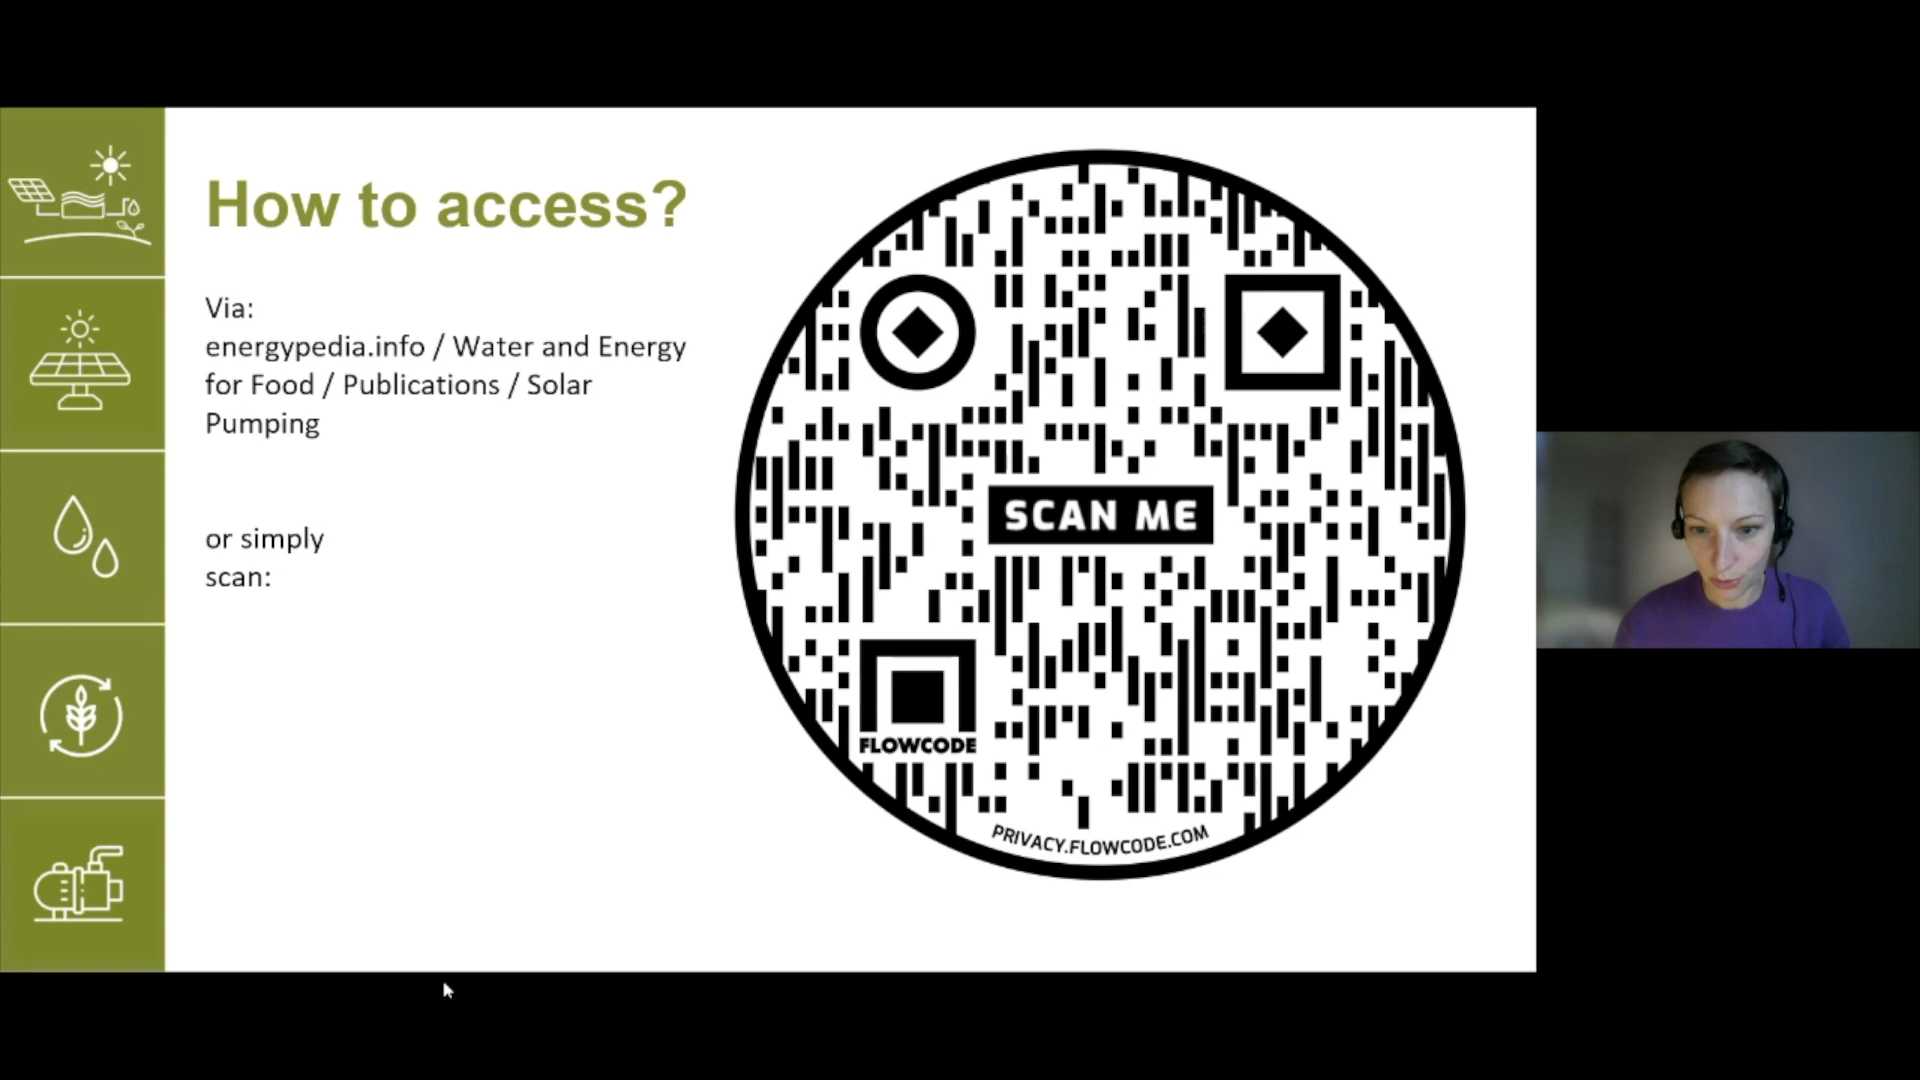 How to access?
Via:
energypedia.info / Water and Energy
for Food / Publications / Solar
Pumping
or simply
scan:
SCAN ME
FLOWCODE
PRIVACY.FLOWCODE.COM